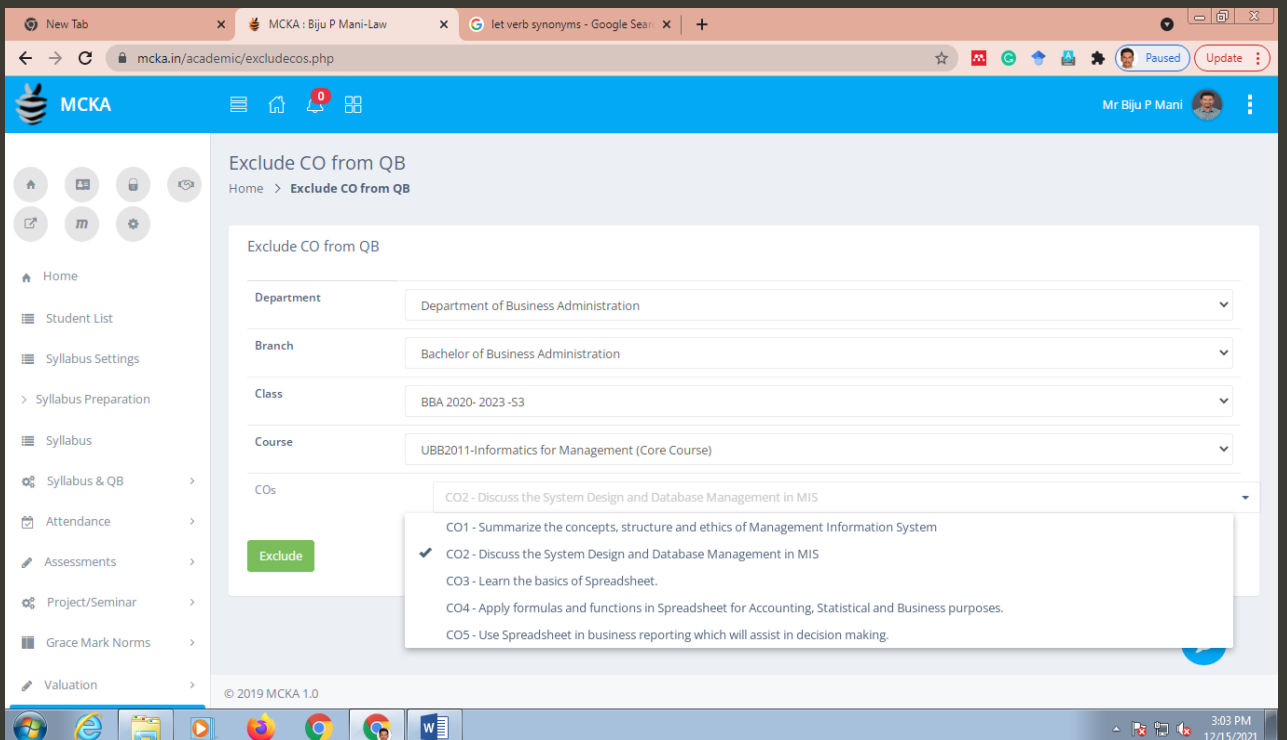 New Tab
MCKA : Biju P Mani-Law
let verb synonyms - Google Sear
mcka.in/academic/excludecos.php
Paused
Update
MCKA
0
Mr Biju P Mani
m
Exclude CO from QB
Home > Exclude CO from QB
Home
Student List
Syllabus Settings
> Syllabus Preparation
Syllabus
Syllabus & QB >
Attendance >
Assessments >
Project/Seminar >
Grace Mark Norms >
Valuation >
Exclude CO from QB
Department
Department of Business Administration
Branch
Bachelor of Business Administration
Class
BBA 2020- 2023 -S3
Course
UBB2011-Informatics for Management (Core Course)
COs
CO2 - Discuss the System Design and Database Management in MIS
CO1 - Summarize the concepts, structure and ethics of Management Information System
CO2 - Discuss the System Design and Database Management in MIS
CO3 - Learn the basics of Spreadsheet.
CO4 - Apply formulas and functions in Spreadsheet for Accounting, Statistical and Business purposes.
CO5 - Use Spreadsheet in business reporting which will assist in decision making.
Exclude
© 2019 MCKA 1.0
3:03 PM
12/15/2021